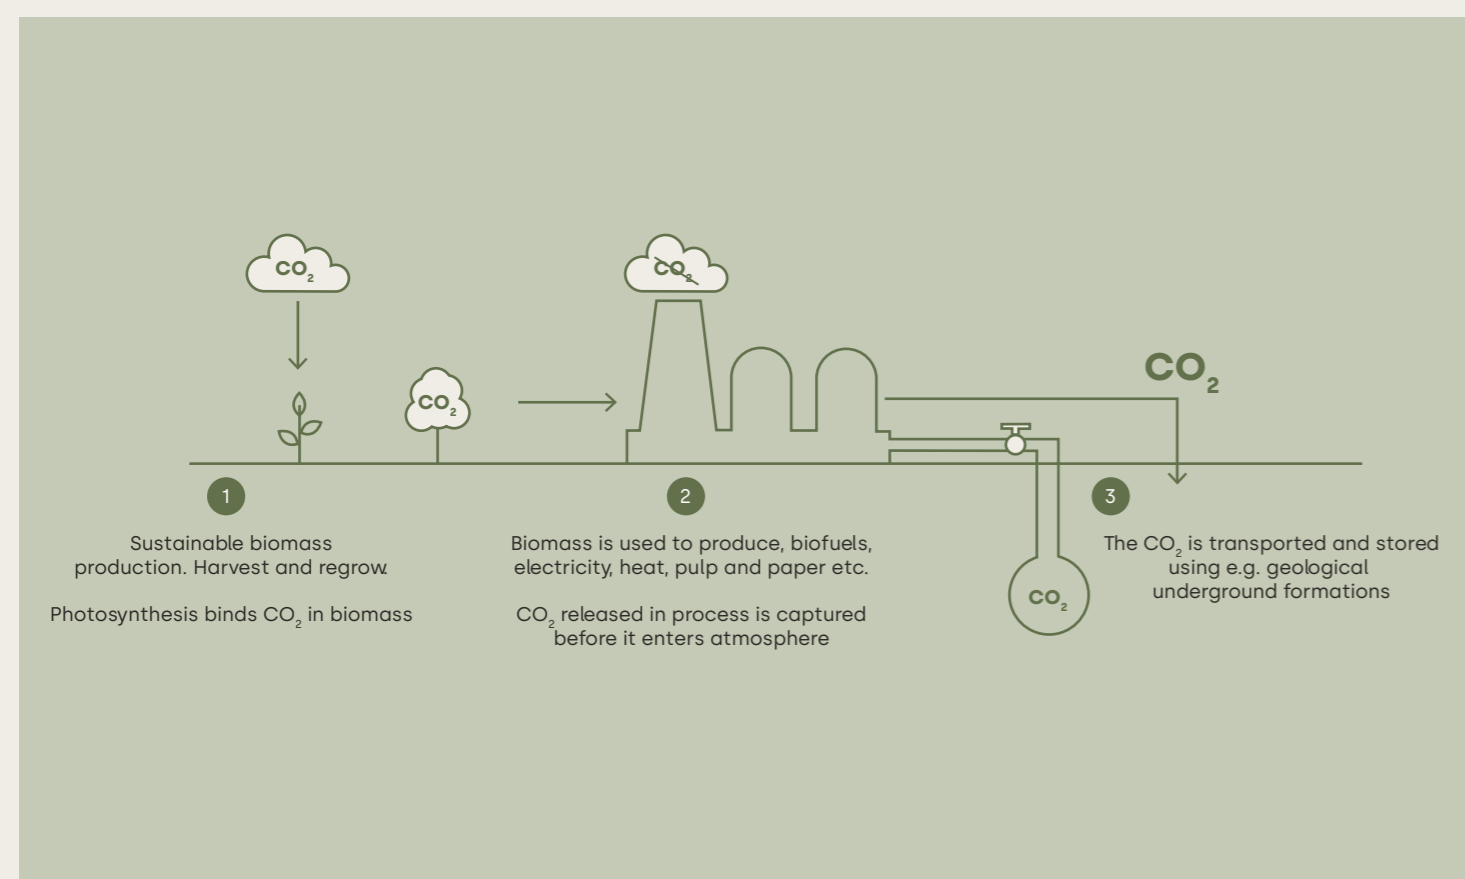 CO₂
CO₂
CO₂
CO₂
1
Sustainable biomass
production. Harvest and regrow.
Photosynthesis binds CO₂ in biomass
2
Biomass is used to produce, biofuels,
electricity, heat, pulp and paper etc.
CO₂ released in process is captured
before it enters atmosphere
3
The CO₂ is transported and stored
using e.g. geological
underground formations
CO₂